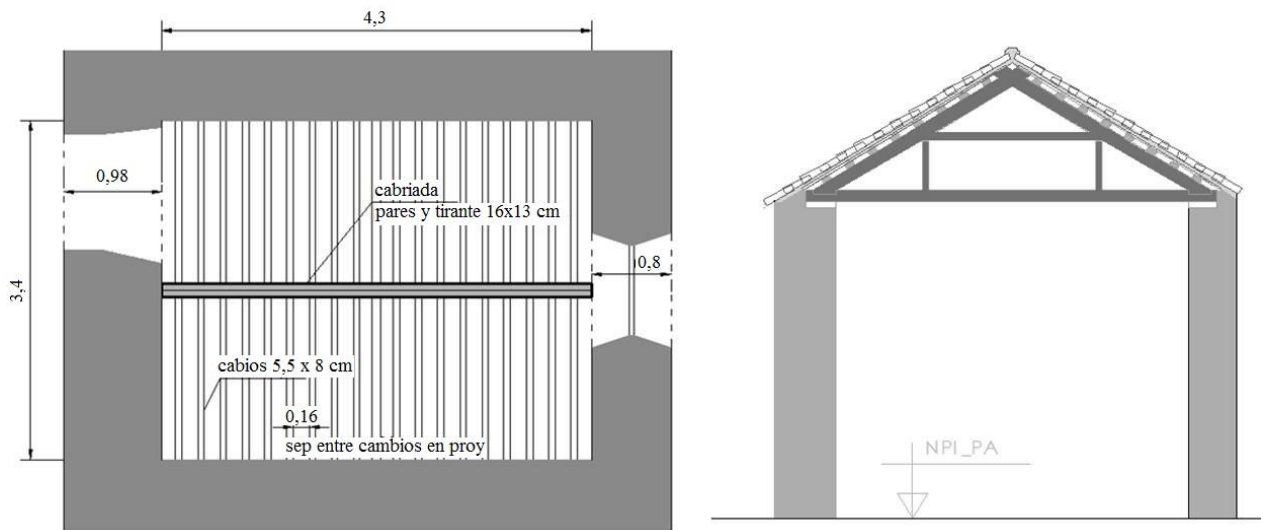 4,3
0,98
cabriada
pares y tirante 16x13 cm
0,8
3,4
cabios 5,5 x 8 cm
0,16
sep entre cambios en proy
NPI_PA